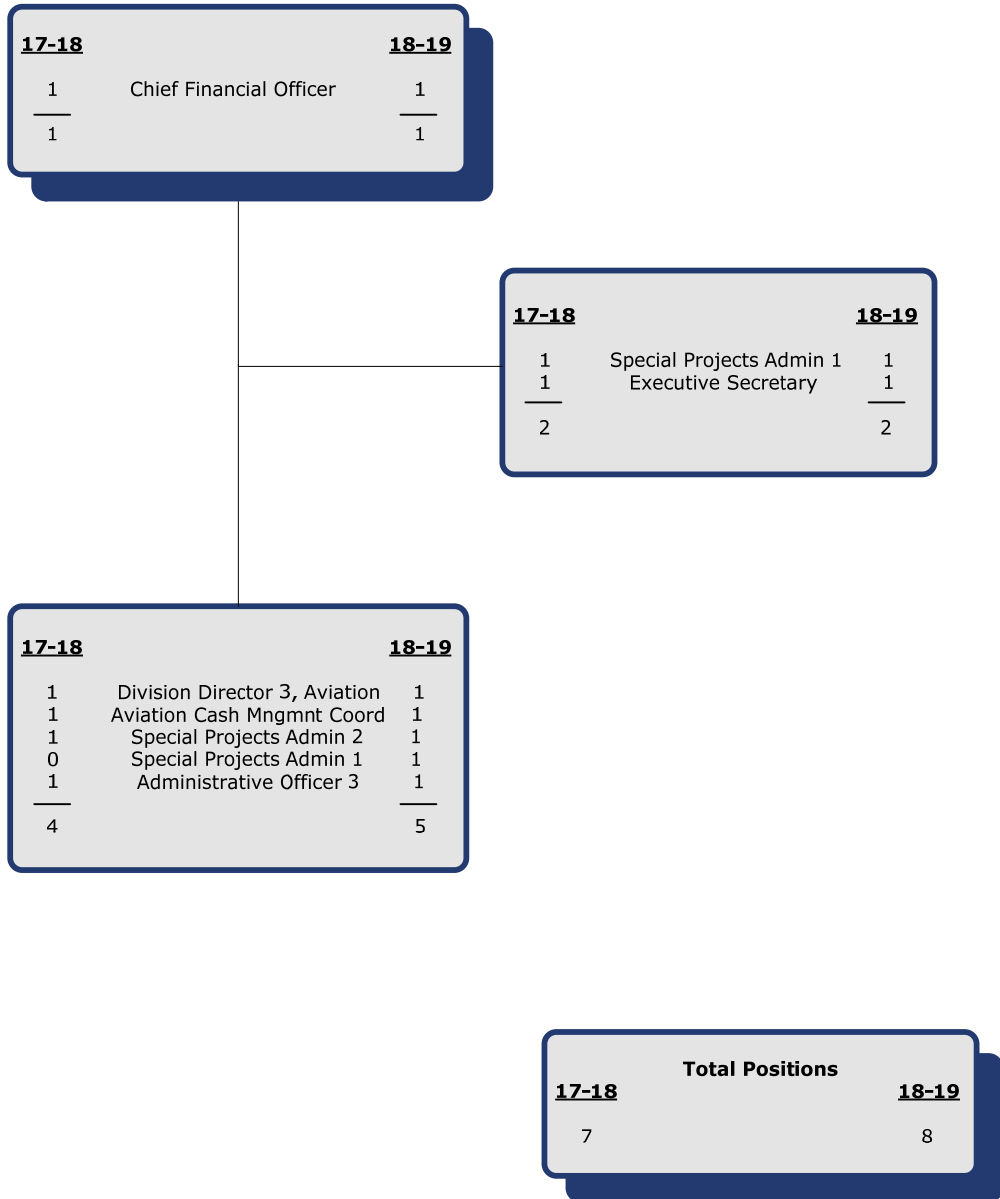 17-18 18-19
1 Chief Financial Officer 1
1 1
17-18 18-19
1 Special Projects Admin 1 1
1 Executive Secretary 1
2 2
17-18 18-19
1 Division Director 3, Aviation 1
1 Aviation Cash Mngmnt Coord 1
1 Special Projects Admin 2 1
0 Special Projects Admin 1 1
1 Administrative Officer 3 1
4 5
Total Positions
17-18 18-19
7 8